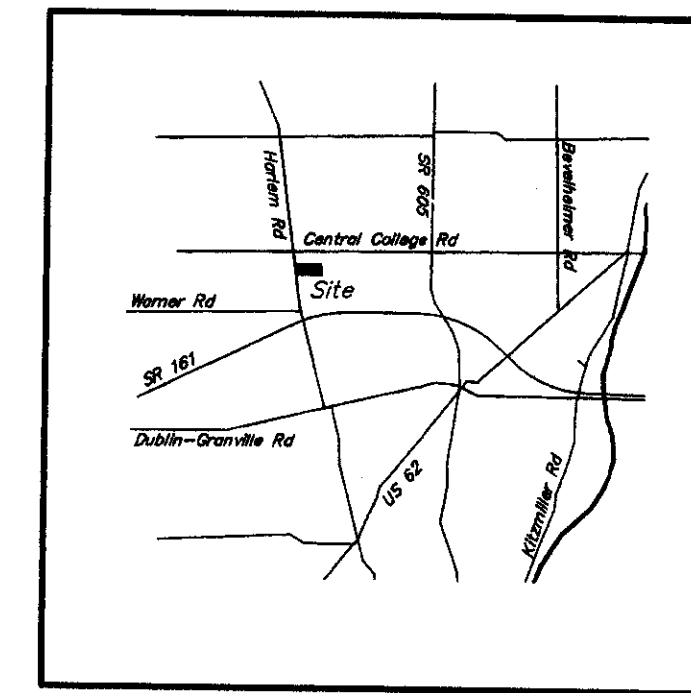 Harlem Rd
SR 605
Bevelheimer Rd
Central College Rd
Site
Warner Rd
SR 161
Dublin-Granville Rd
US 62
Kitzmiller Rd